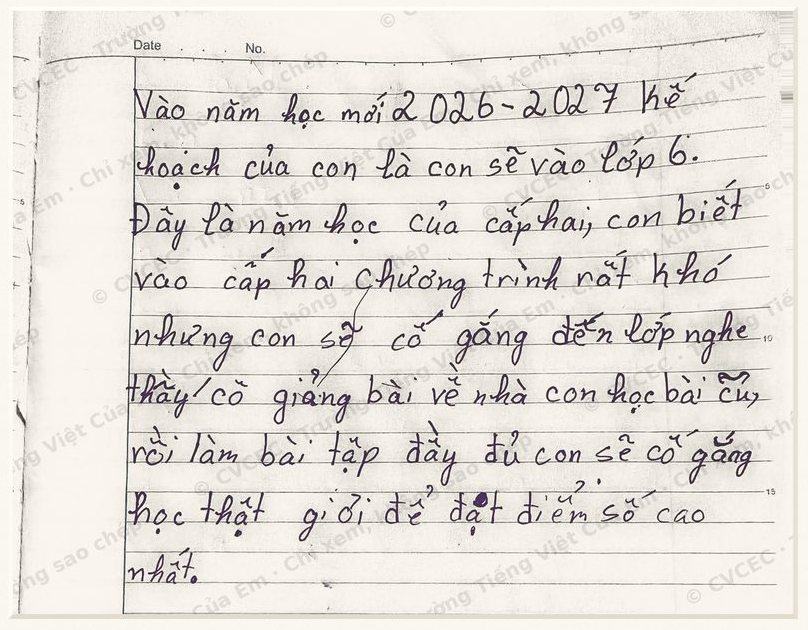 Date No.
Vào năm học mới 2026-2027 kế
hoạch của con là con sẽ vào lớp 6.
Đây là năm học của cấp hai, con biết
vào cấp hai chương trình rất khó
nhưng con sẽ cố gắng đến lớp nghe
thầy/cô giảng bài về nhà con học bài cũ,
rồi làm bài tập đầy đủ con sẽ cố gắng
học thật giỏi để đạt điểm số cao
nhất.